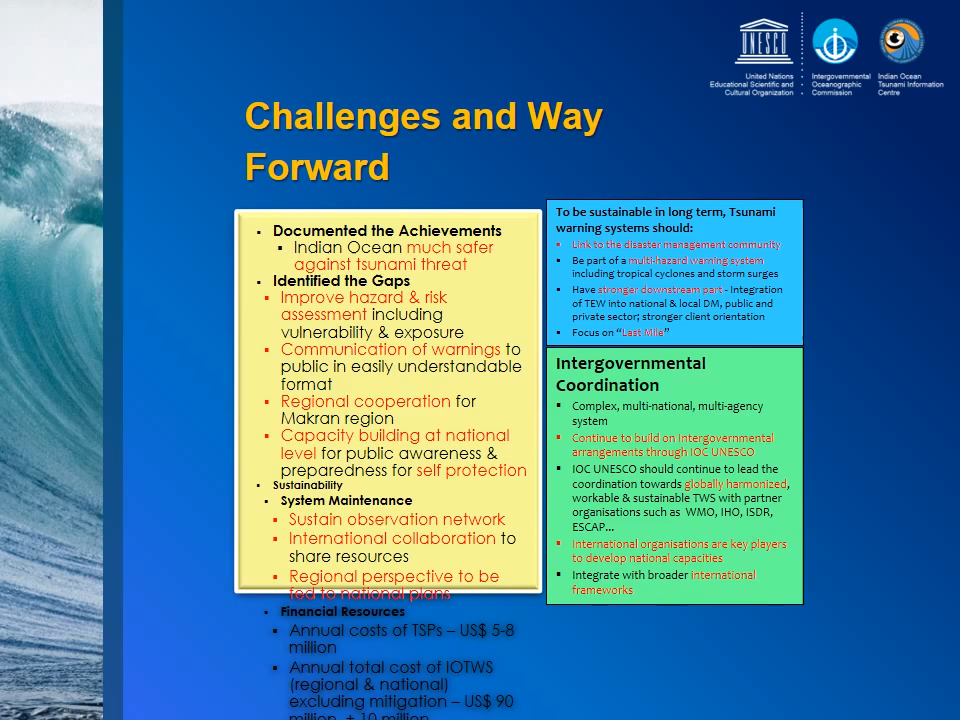 UNESCO
United Nations
Educational Scientific and
Cultural Organization
Intergovernmental
Oceanographic
Commission
Indian Ocean
Tsunami Information
Centre
Challenges and Way
Forward
▪ Documented the Achievements
▪ Indian Ocean much safer
against tsunami threat
▪ Identified the Gaps
▪ Improve hazard & risk
assessment including
vulnerability & exposure
▪ Communication of warnings to
public in easily understandable
format
▪ Regional cooperation for
Makran region
▪ Capacity building at national
level for public awareness &
preparedness for self protection
▪ Sustainability
▪ System Maintenance
▪ Sustain observation network
▪ International collaboration to
share resources
▪ Regional perspective to be
fed to national plans
▪ Financial Resources
▪ Annual costs of TSPs – US$ 5-8
million
▪ Annual total cost of IOTWS
(regional & national)
excluding mitigation – US$ 90
million ± 10 million
To be sustainable in long term, Tsunami
warning systems should:
▪ Link to the disaster management community
▪ Be part of a multi-hazard warning system
including tropical cyclones and storm surges
▪ Have stronger downstream part - Integration
of TEW into national & local DM, public and
private sector; stronger client orientation
▪ Focus on “Last Mile”
Intergovernmental
Coordination
▪ Complex, multi-national, multi-agency
system
▪ Continue to build on Intergovernmental
arrangements through IOC UNESCO
▪ IOC UNESCO should continue to lead the
coordination towards globally harmonized,
workable & sustainable TWS with partner
organisations such as WMO, IHO, ISDR,
ESCAP...
▪ International organisations are key players
to develop national capacities
▪ Integrate with broader international
frameworks